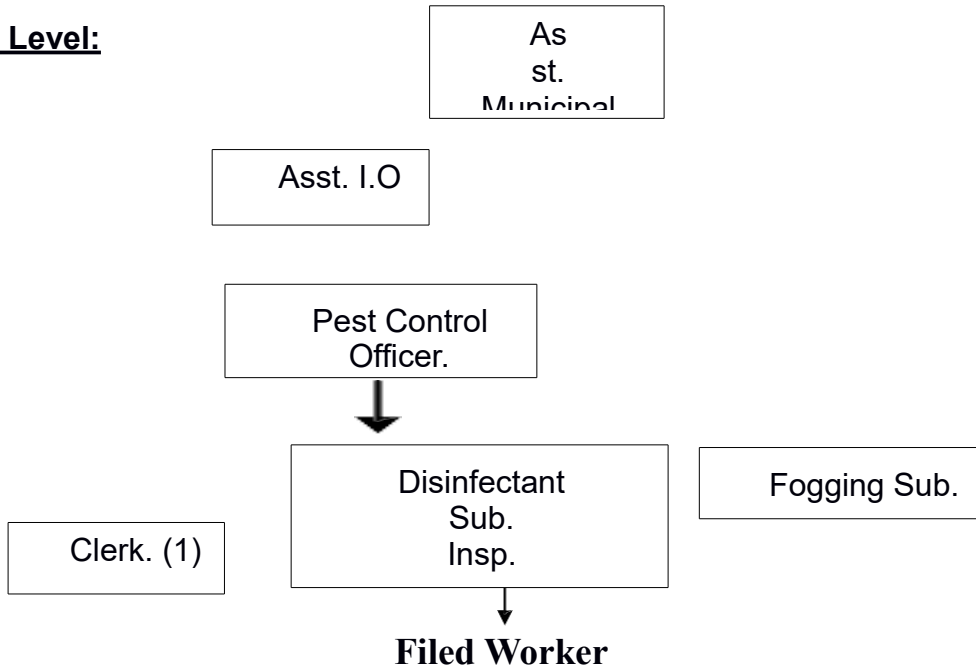 Level:
As
st.
Municipal
Asst. I.O
Pest Control
Officer.
Disinfectant
Sub.
Insp.
Fogging Sub.
Clerk. (1)
Filed Worker